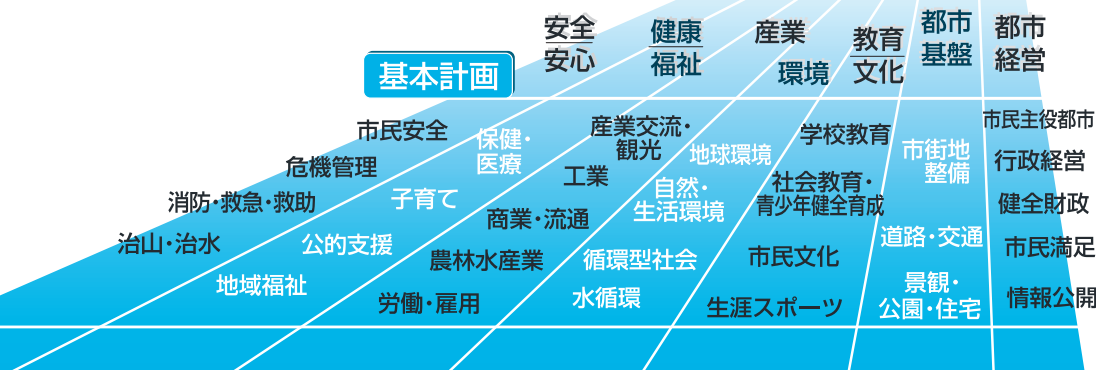 安全
安心
健康
福祉
産業
環境
教育
文化
都市
基盤
都市
経営
基本計画
市民安全
危機管理
消防・救急・救助
治山・治水
保健・
医療
子育て
公的支援
地域福祉
産業交流・
観光
工業
商業・流通
農林水産業
労働・雇用
地球環境
自然・
生活環境
循環型社会
水循環
学校教育
社会教育・
青少年健全育成
市民文化
生涯スポーツ
市街地
整備
道路・交通
景観・
公園・住宅
市民主役都市
行政経営
健全財政
市民満足
情報公開